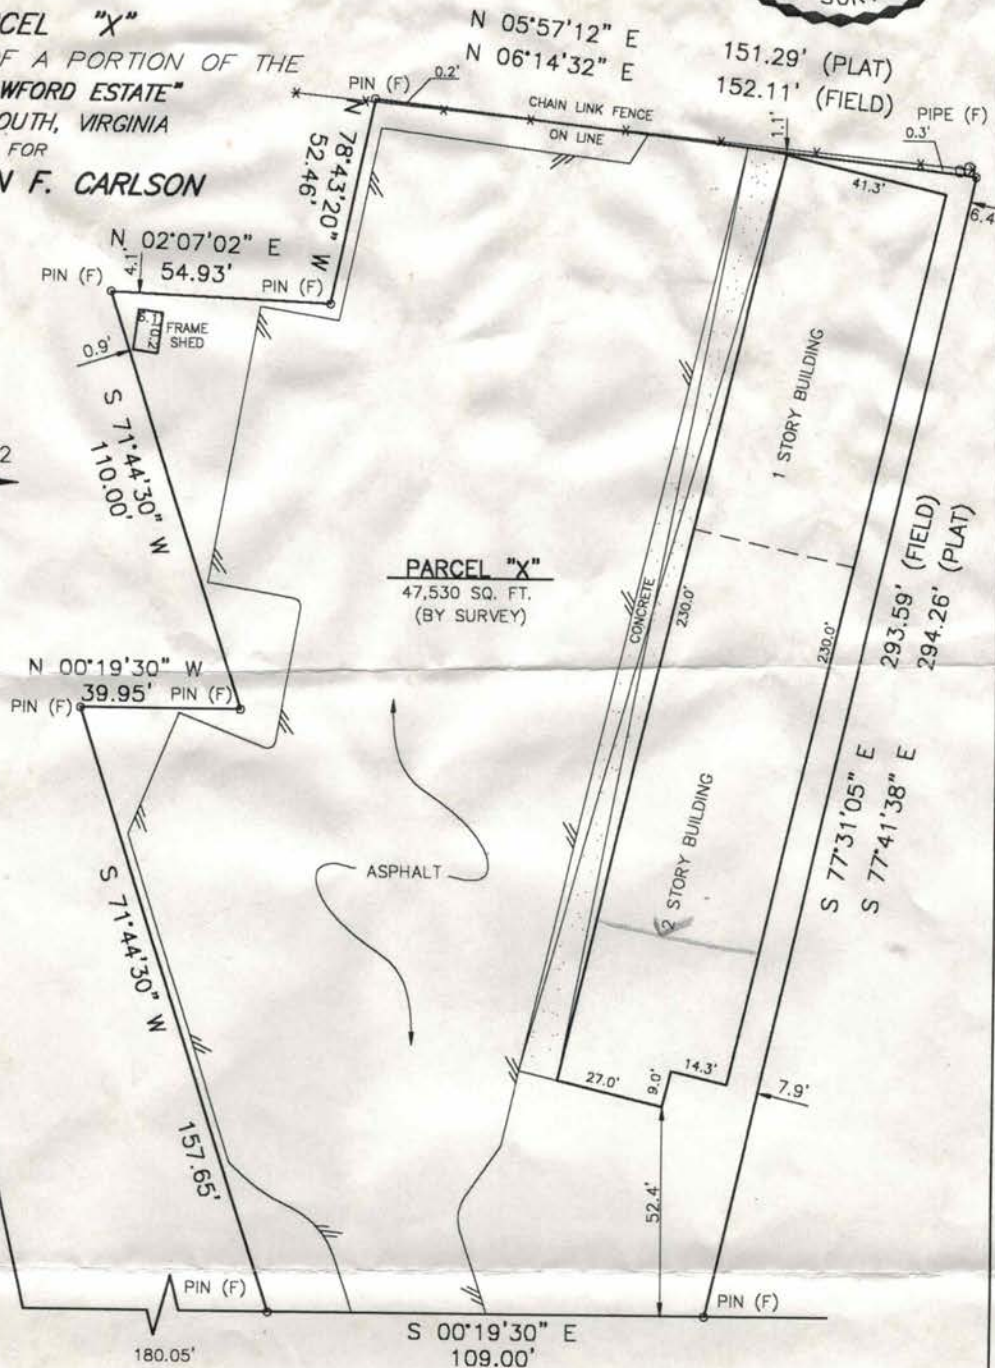 CEL "X"
F A PORTION OF THE
WFORD ESTATE"
OUTH, VIRGINIA
FOR
N F. CARLSON
N 05°57'12" E
N 06°14'32" E
151.29' (PLAT)
152.11' (FIELD)
PIPE (F)
0.3'
PIN (F)
0.2'
CHAIN LINK FENCE
ON LINE
1.1'
41.3'
6.4
N 78°43'20" W
52.46'
N 02°07'02" E
54.93'
4.1'
PIN (F)
PIN (F)
FRAME
SHED
0.9'
S 71°44'30" W
110.00'
2
1 STORY BUILDING
PARCEL "X"
47,530 SQ. FT.
(BY SURVEY)
CONCRETE
230.0'
230.0'
293.59' (FIELD)
294.26' (PLAT)
N 00°19'30" W
39.95'
PIN (F)
PIN (F)
S 77°31'05" E
S 77°41'38" E
ASPHALT
2 STORY BUILDING
S 71°44'30" W
157.65'
27.0'
9.0'
14.3'
7.9'
52.4'
PIN (F)
PIN (F)
S 00°19'30" E
109.00'
180.05'